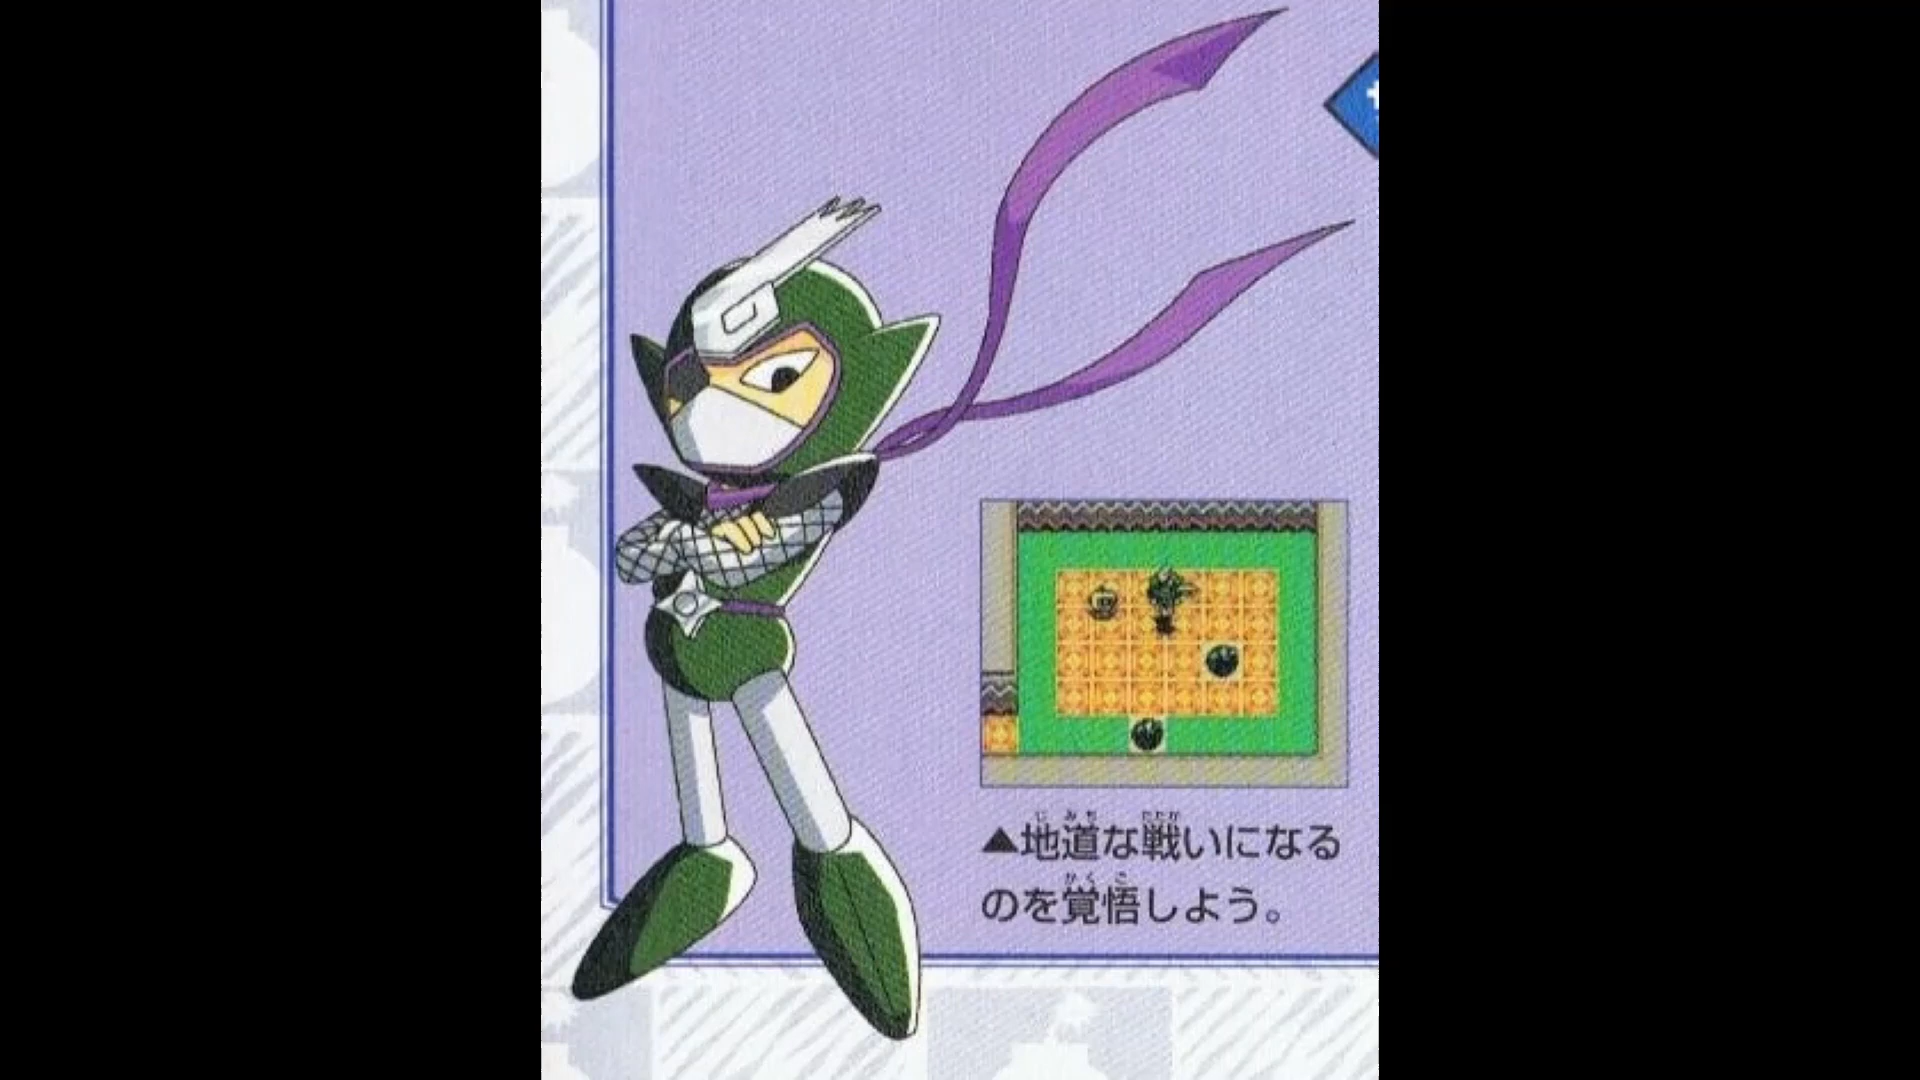 ▲地道な戦いになる
のを覚悟しよう。